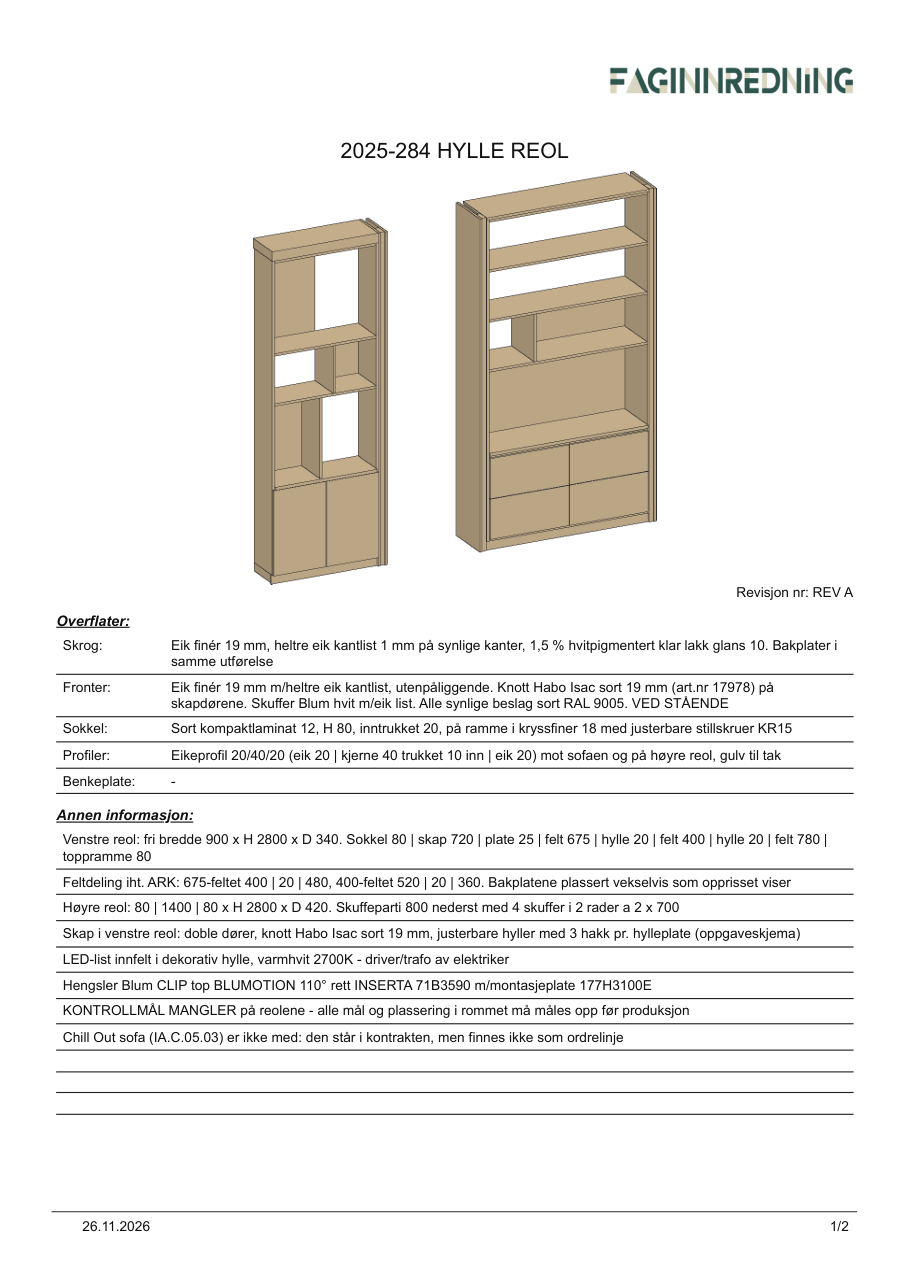 FAGINNREDNiNG
2025-284 HYLLE REOL
Revisjon nr: REV A
Overflater:
Skrog: Eik finér 19 mm, heltre eik kantlist 1 mm på synlige kanter, 1,5 % hvitpigmentert klar lakk glans 10. Bakplater i
samme utførelse
Fronter: Eik finér 19 mm m/heltre eik kantlist, utenpåliggende. Knott Habo Isac sort 19 mm (art.nr 17978) på
skapdørene. Skuffer Blum hvit m/eik list. Alle synlige beslag sort RAL 9005. VED STÅENDE
Sokkel: Sort kompaktlaminat 12, H 80, inntrukket 20, på ramme i kryssfiner 18 med justerbare stillskruer KR15
Profiler: Eikeprofil 20/40/20 (eik 20 | kjerne 40 trukket 10 inn | eik 20) mot sofaen og på høyre reol, gulv til tak
Benkeplate: -
Annen informasjon:
Venstre reol: fri bredde 900 x H 2800 x D 340. Sokkel 80 | skap 720 | plate 25 | felt 675 | hylle 20 | felt 400 | hylle 20 | felt 780 |
toppramme 80
Feltdeling iht. ARK: 675-feltet 400 | 20 | 480, 400-feltet 520 | 20 | 360. Bakplatene plassert vekselvis som opprisset viser
Høyre reol: 80 | 1400 | 80 x H 2800 x D 420. Skuffeparti 800 nederst med 4 skuffer i 2 rader a 2 x 700
Skap i venstre reol: doble dører, knott Habo Isac sort 19 mm, justerbare hyller med 3 hakk pr. hylleplate (oppgaveskjema)
LED-list innfelt i dekorativ hylle, varmhvit 2700K - driver/trafo av elektriker
Hengsler Blum CLIP top BLUMOTION 110° rett INSERTA 71B3590 m/montasjeplate 177H3100E
KONTROLLMÅL MANGLER på reolene - alle mål og plassering i rommet må måles opp før produksjon
Chill Out sofa (IA.C.05.03) er ikke med: den står i kontrakten, men finnes ikke som ordrelinje
26.11.2026
1/2